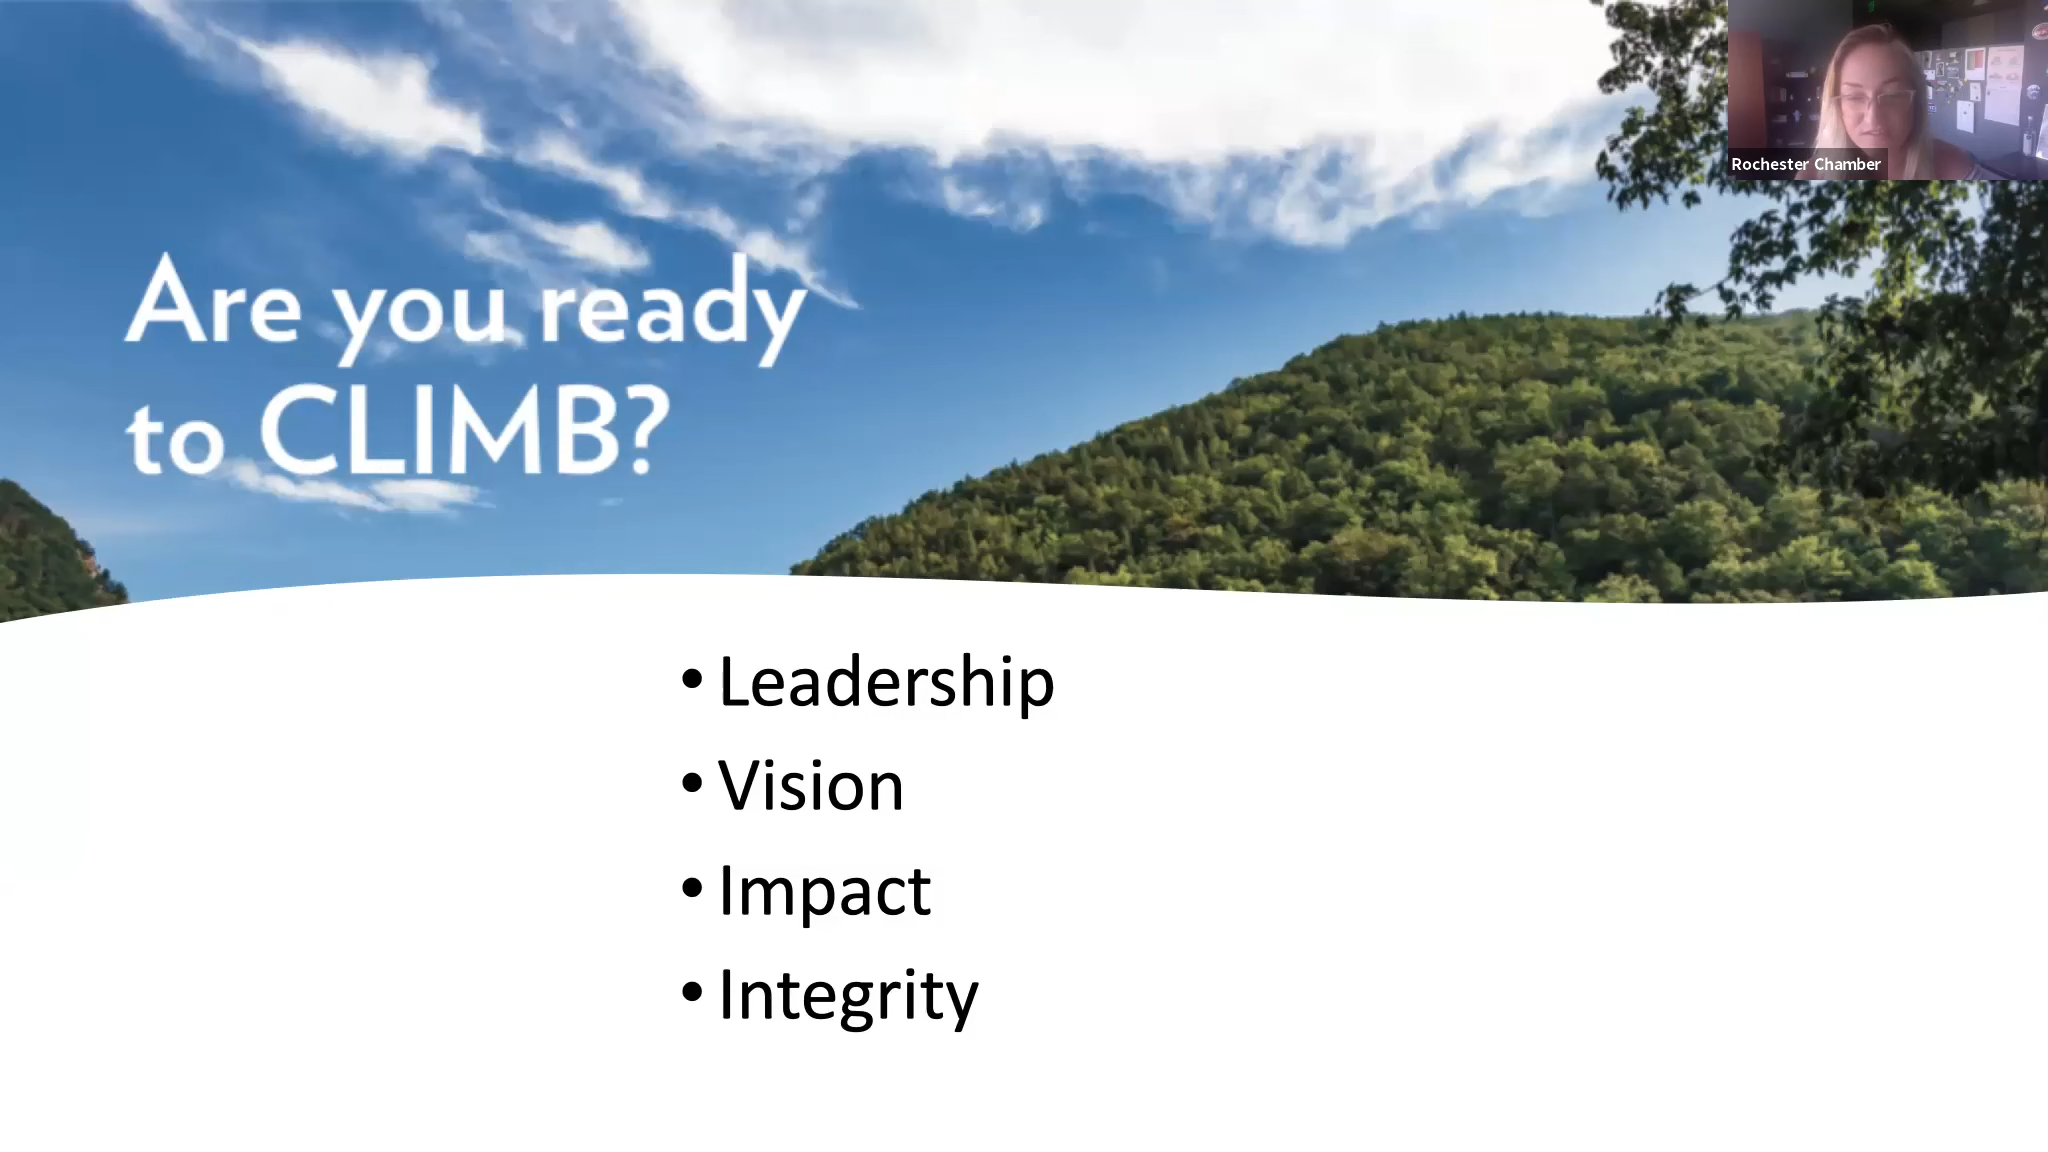 Are you ready
to CLIMB?
Rochester Chamber
• Leadership
• Vision
• Impact
• Integrity